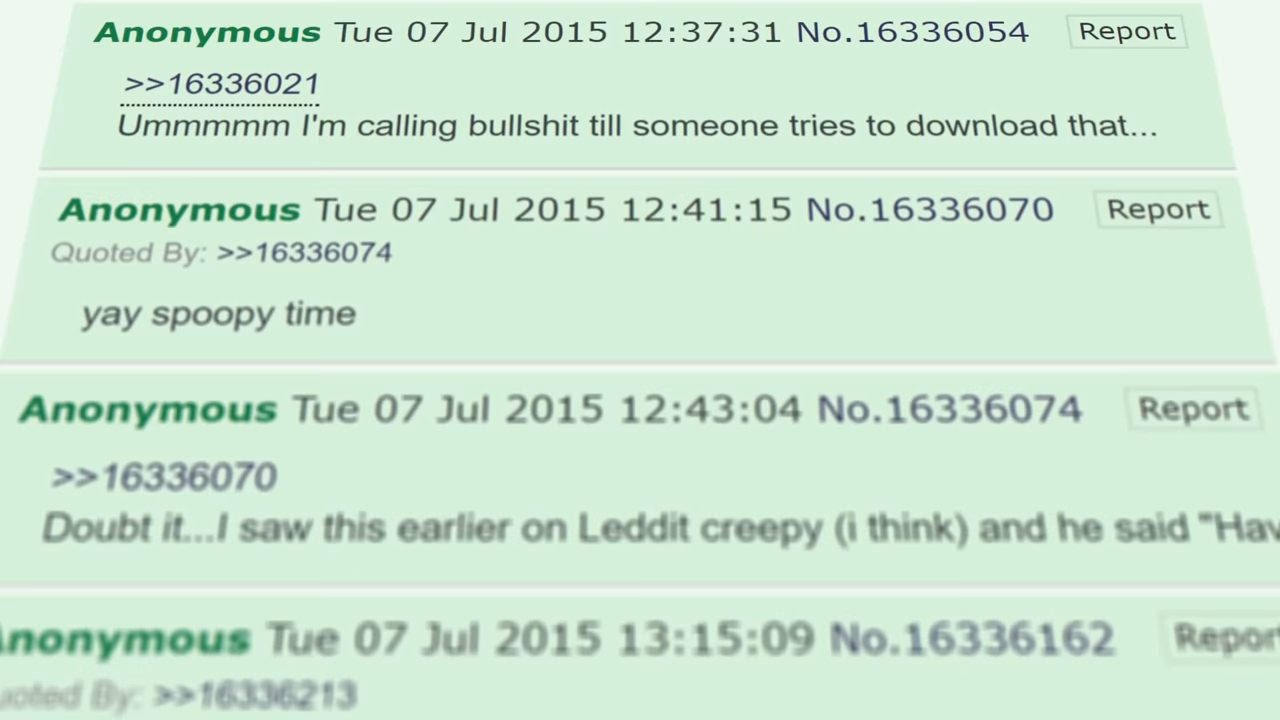 Anonymous Tue 07 Jul 2015 12:37:31 No.16336054 Report
>>16336021
Ummmmm I'm calling bullshit till someone tries to download that...
Anonymous Tue 07 Jul 2015 12:41:15 No.16336070 Report
Quoted By: >>16336074
yay spoopy time
Anonymous Tue 07 Jul 2015 12:43:04 No.16336074 Report
>>16336070
Doubt it...I saw this earlier on Leddit creepy (i think) and he said "Hav
Anonymous Tue 07 Jul 2015 13:15:09 No.16336162 Report
uoted By: >>16336213